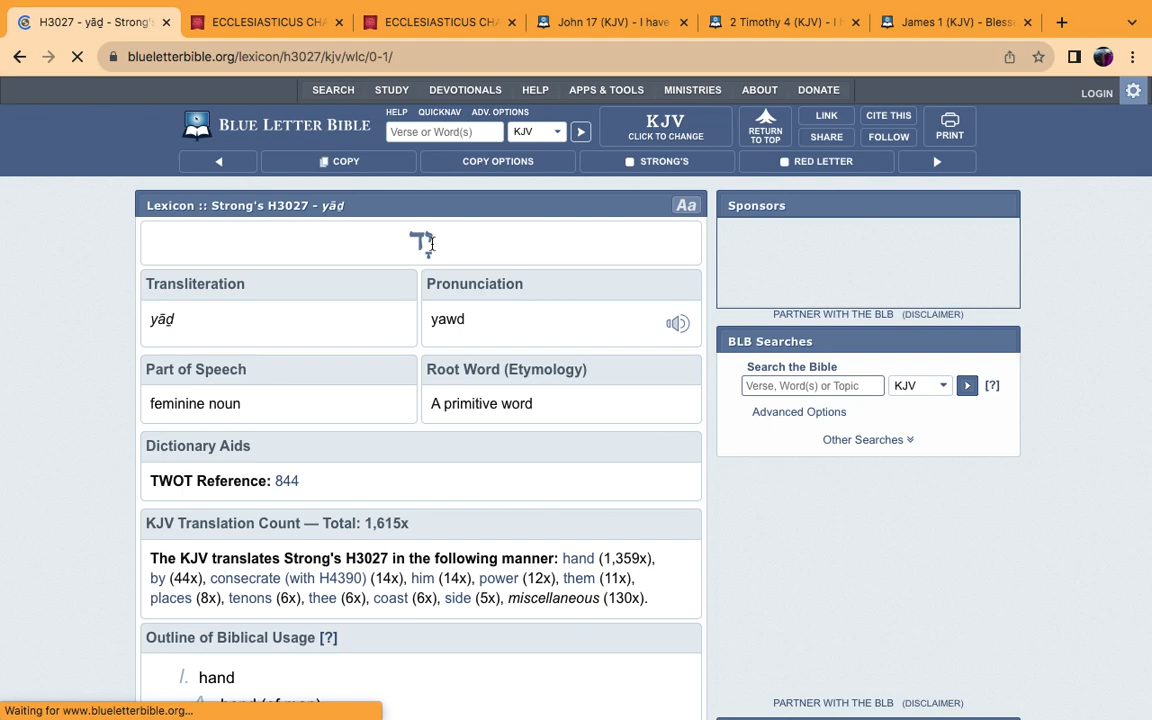 H3027 - yāḏ - Strong's
ECCLESIASTICUS CHA
ECCLESIASTICUS CHA
John 17 (KJV) - I have
2 Timothy 4 (KJV) - I h
James 1 (KJV) - Bless
blueletterbible.org/lexicon/h3027/kjv/wlc/0-1/
SEARCH STUDY DEVOTIONALS HELP APPS & TOOLS MINISTRIES ABOUT DONATE LOGIN
BLUE LETTER BIBLE
HELP QUICKNAV ADV. OPTIONS
Verse or Word(s) KJV
KJV
CLICK TO CHANGE
RETURN
TO TOP
LINK CITE THIS
SHARE FOLLOW
PRINT
COPY COPY OPTIONS STRONG'S RED LETTER
Lexicon :: Strong's H3027 - yāḏ Aa
יָד
Transliteration
yāḏ
Pronunciation
yawd
Part of Speech
feminine noun
Root Word (Etymology)
A primitive word
Dictionary Aids
TWOT Reference: 844
KJV Translation Count — Total: 1,615x
The KJV translates Strong's H3027 in the following manner: hand (1,359x),
by (44x), consecrate (with H4390) (14x), him (14x), power (12x), them (11x),
places (8x), tenons (6x), thee (6x), coast (6x), side (5x), miscellaneous (130x).
Outline of Biblical Usage [?]
I. hand
Sponsors
PARTNER WITH THE BLB (DISCLAIMER)
BLB Searches
Search the Bible
Verse, Word(s) or Topic KJV [?]
Advanced Options
Other Searches
PARTNER WITH THE BLB (DISCLAIMER)
Waiting for www.blueletterbible.org...